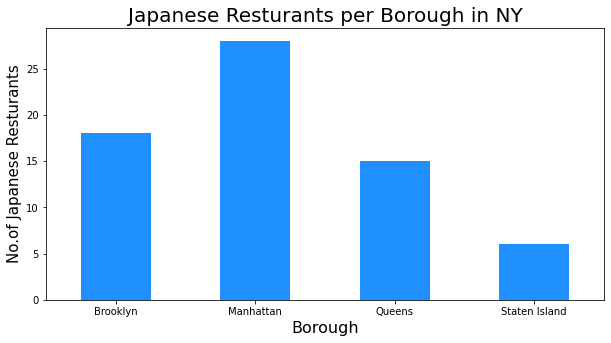 Japanese Resturants per Borough in NY
No.of Japanese Resturants
25
20
15
10
5
0
Brooklyn Manhattan Queens Staten Island
Borough